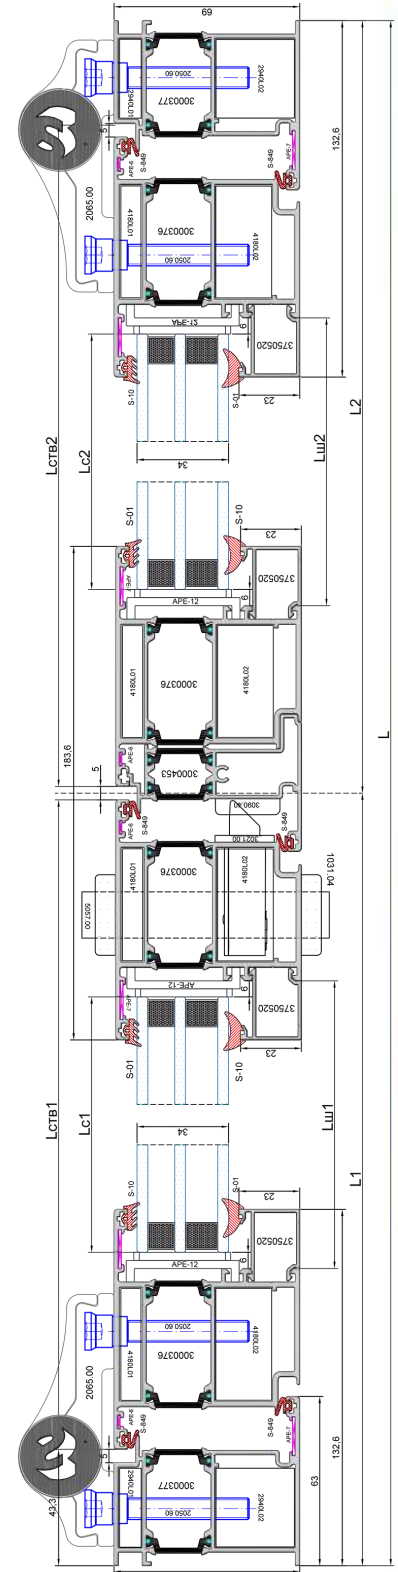 69
2940L02
2050.60
3000377
2940L01
5
S-849
APE-6
APE-7
S-849
132,6
2065.00
4180L01
3000376
2050.60
4180L02
APE-12
6
3750520
S-10
S-01
23
Lств2
Lс2
Lш2
L2
34
S-01
S-10
23
APE-7
3750520
APE-12
6
4180L01
3000376
4180L02
183,6
APE-6
3000453
5
3090.40
APE-6
S-849
3021.00
S-849
L
4180L01
3000376
4180L02
1031.04
5057.00
APE-12
6
APE-7
3750520
S-01
S-10
23
Lств1
Lс1
Lш1
L1
34
S-10
S-01
23
3750520
APE-12
6
4180L01
3000376
2050.60
4180L02
2065.00
APE-6
S-849
S-849
APE-7
5
43,3
2940L01
3000377
2050.60
2940L02
63
132,6